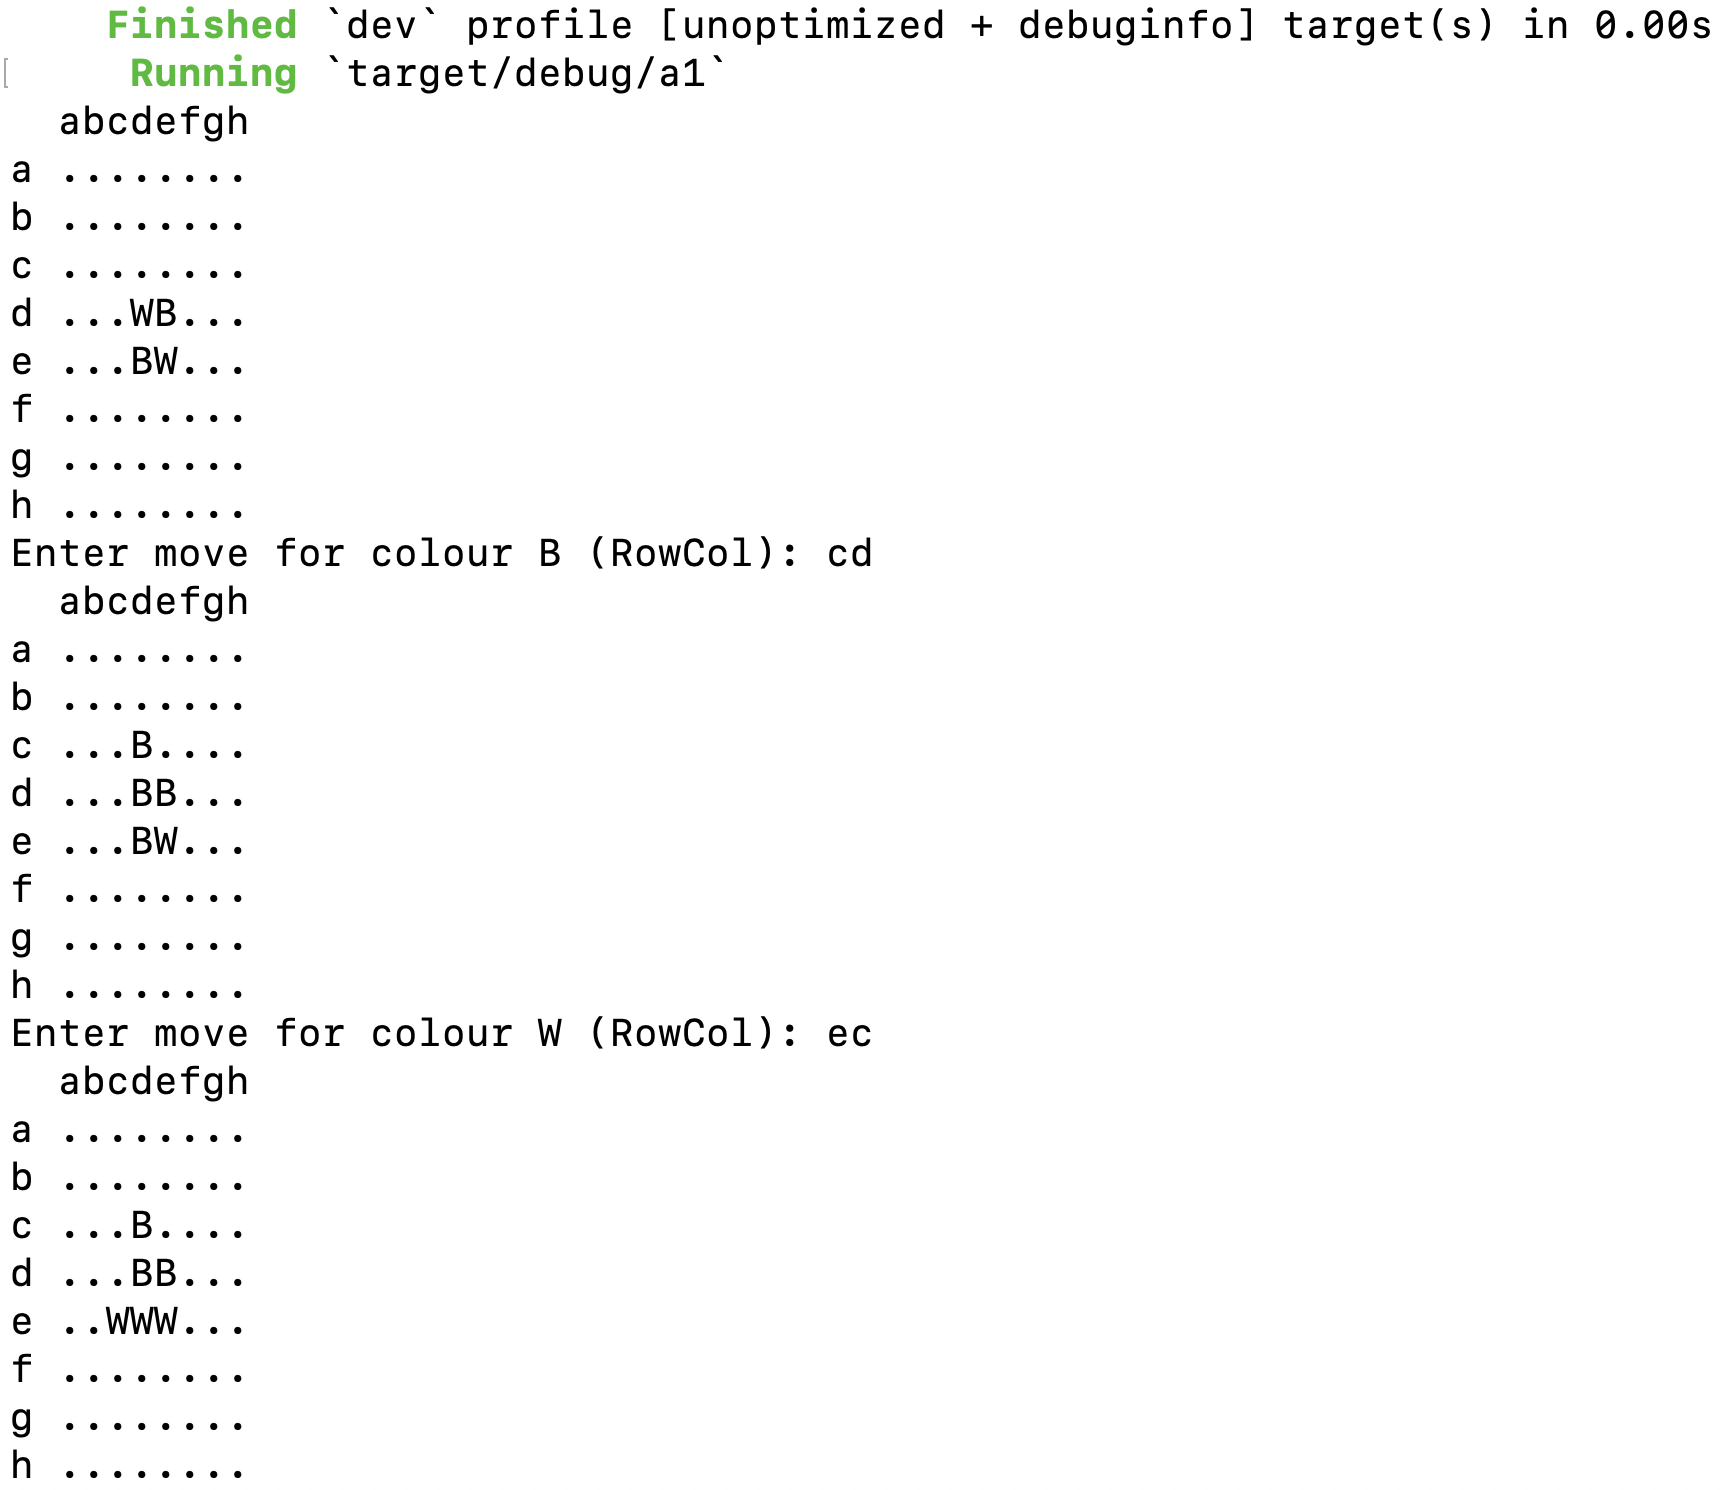 Finished `dev` profile [unoptimized + debuginfo] target(s) in 0.00s
[    Running `target/debug/a1`
  abcdefgh
a ........
b ........
c ........
d ...WB...
e ...BW...
f ........
g ........
h ........
Enter move for colour B (RowCol): cd
  abcdefgh
a ........
b ........
c ...B....
d ...BB...
e ...BW...
f ........
g ........
h ........
Enter move for colour W (RowCol): ec
  abcdefgh
a ........
b ........
c ...B....
d ...BB...
e ..WWW...
f ........
g ........
h ........